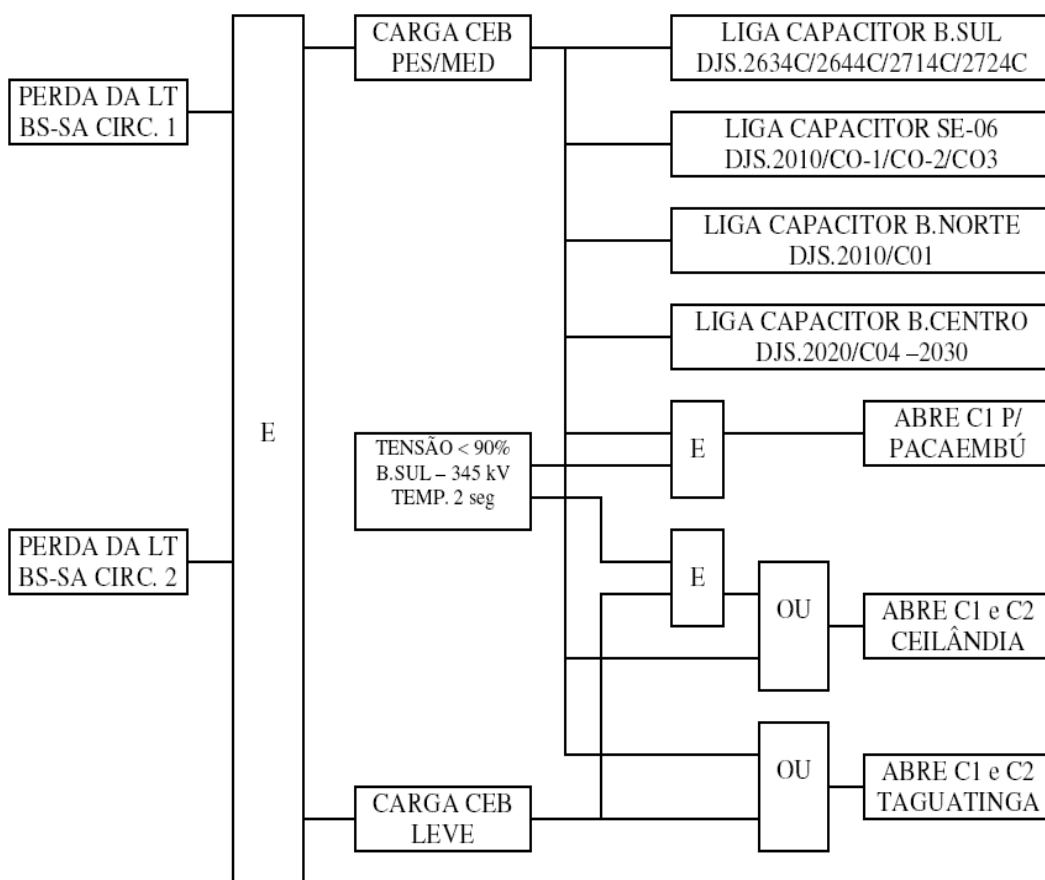 CARGA CEB
PES/MED
LIGA CAPACITOR B.SUL
DJS.2634C/2644C/2714C/2724C
PERDA DA LT
BS-SA CIRC. 1
LIGA CAPACITOR SE-06
DJS.2010/CO-1/CO-2/CO3
LIGA CAPACITOR B.NORTE
DJS.2010/C01
LIGA CAPACITOR B.CENTRO
DJS.2020/C04 –2030
E
TENSÃO < 90%
B.SUL – 345 kV
TEMP. 2 seg
E
ABRE C1 P/
PACAEMBÚ
PERDA DA LT
BS-SA CIRC. 2
E
OU
ABRE C1 e C2
CEILÂNDIA
CARGA CEB
LEVE
OU
ABRE C1 e C2
TAGUATINGA